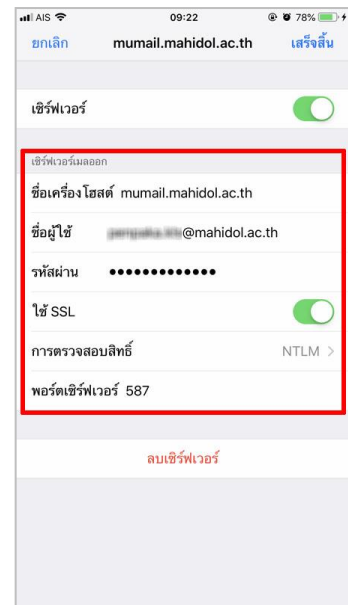 AIS 09:22 78%
ยกเลิก mumail.mahidol.ac.th เสร็จสิ้น
เซิร์ฟเวอร์
เซิร์ฟเวอร์เมลออก
ชื่อเครื่องโฮสต์ mumail.mahidol.ac.th
ชื่อผู้ใช้ @mahidol.ac.th
รหัสผ่าน ●●●●●●●●●●●●●
ใช้ SSL
การตรวจสอบสิทธิ์ NTLM >
พอร์ตเซิร์ฟเวอร์ 587
ลบเซิร์ฟเวอร์